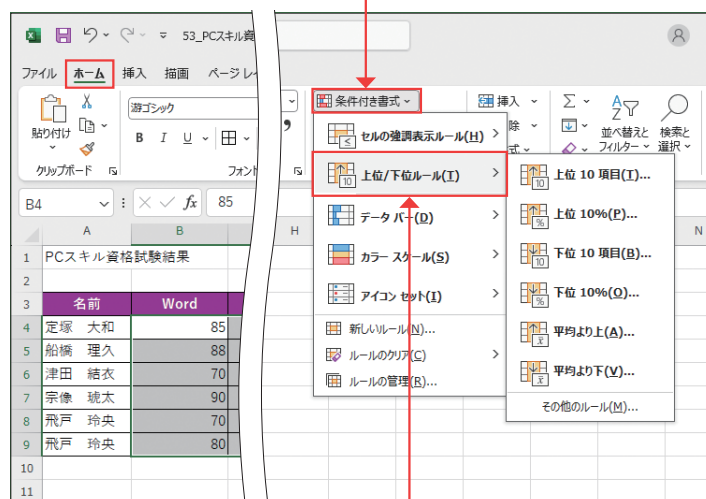 53_PCスキル資
ファイル ホーム 挿入 描画 ページ レイ
貼り付け
クリップボード
游ゴシック
B I U
フォント
条件付き書式
挿入
除
式
並べ替えと
フィルター
検索と
選択
B4 fx 85
A B H N
1 PCスキル資格試験結果
2
3 名前 Word
4 定塚 大和 85
5 船橋 理久 88
6 津田 結衣 70
7 宗像 琥太 90
8 飛戸 玲央 70
9 飛戸 玲央 80
10
11
セルの強調表示ルール(H)
上位/下位ルール(T)
データ バー(D)
カラー スケール(S)
アイコン セット(I)
新しいルール(N)...
ルールのクリア(C)
ルールの管理(R)...
上位 10 項目(T)...
上位 10%(P)...
下位 10 項目(B)...
下位 10%(O)...
平均より上(A)...
平均より下(V)...
その他のルール(M)...